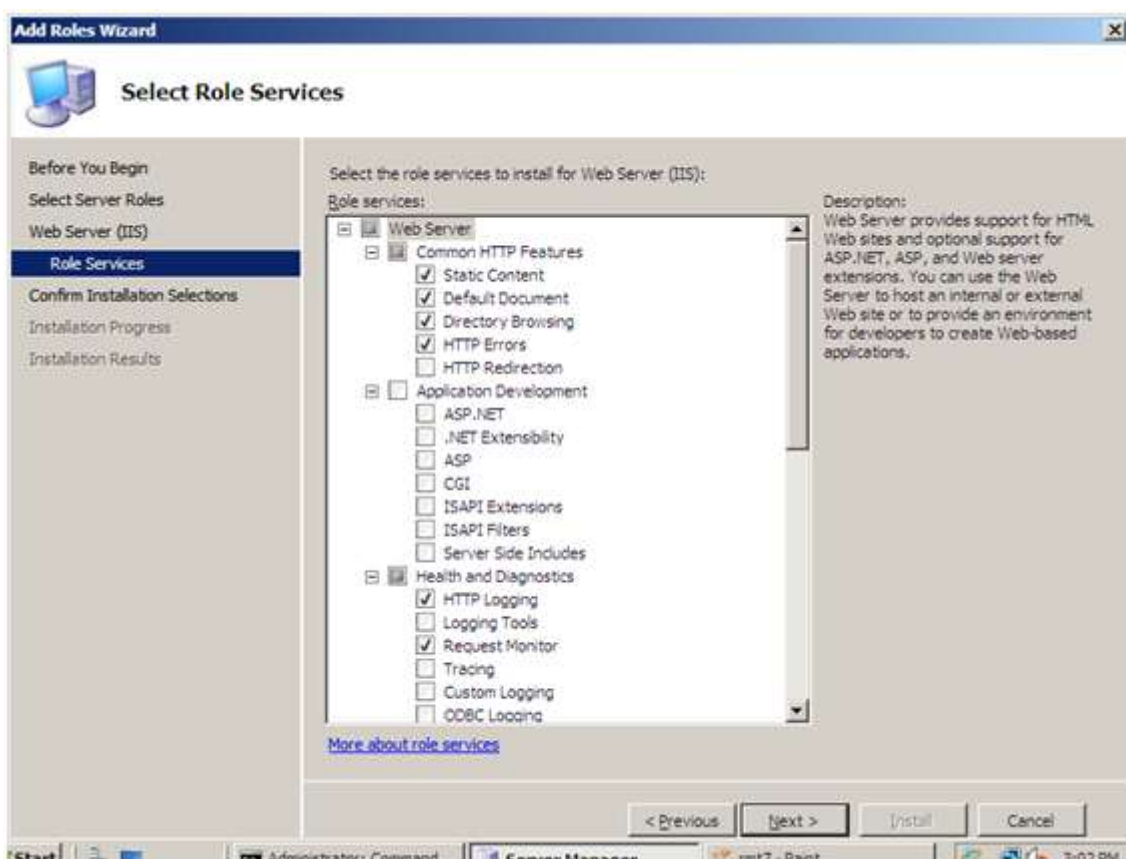 Add Roles Wizard
Select Role Services
Before You Begin
Select Server Roles
Web Server (IIS)
Role Services
Confirm Installation Selections
Installation Progress
Installation Results
Select the role services to install for Web Server (IIS):
Role services:
Web Server
Common HTTP Features
Static Content
Default Document
Directory Browsing
HTTP Errors
HTTP Redirection
Application Development
ASP.NET
.NET Extensibility
ASP
CGI
ISAPI Extensions
ISAPI Filters
Server Side Includes
Health and Diagnostics
HTTP Logging
Logging Tools
Request Monitor
Tracing
Custom Logging
ODBC Logging
More about role services
Description:
Web Server provides support for HTML
Web sites and optional support for
ASP.NET, ASP, and Web server
extensions. You can use the Web
Server to host an internal or external
Web site or to provide an environment
for developers to create Web-based
applications.
< Previous
Next >
Install
Cancel
Start
Administrator: Command
Server Manager
- Paint
3:02 PM